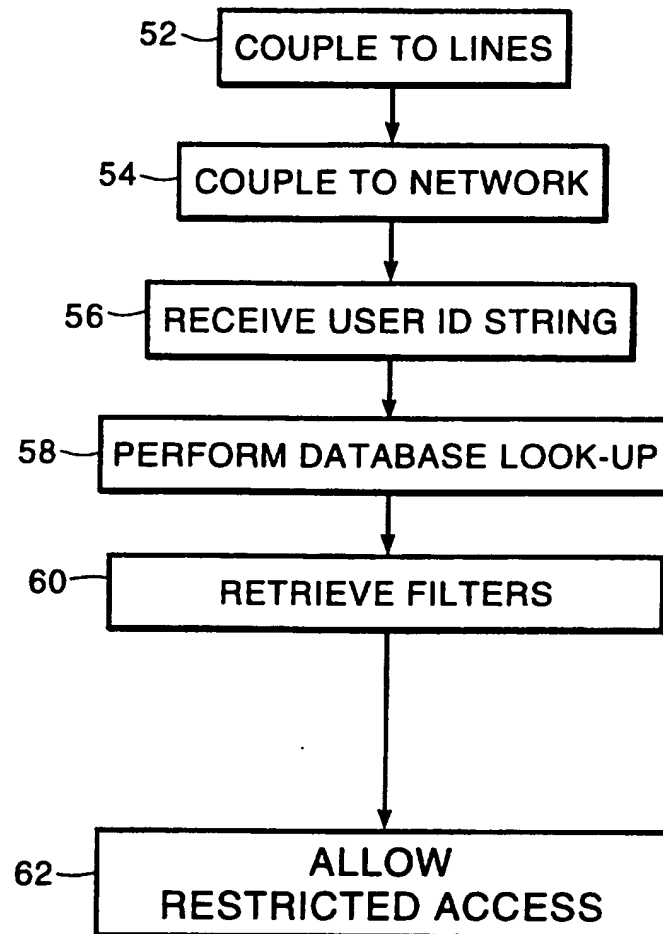 52 COUPLE TO LINES
54 COUPLE TO NETWORK
56 RECEIVE USER ID STRING
58 PERFORM DATABASE LOOK-UP
60 RETRIEVE FILTERS
62 ALLOW
RESTRICTED ACCESS